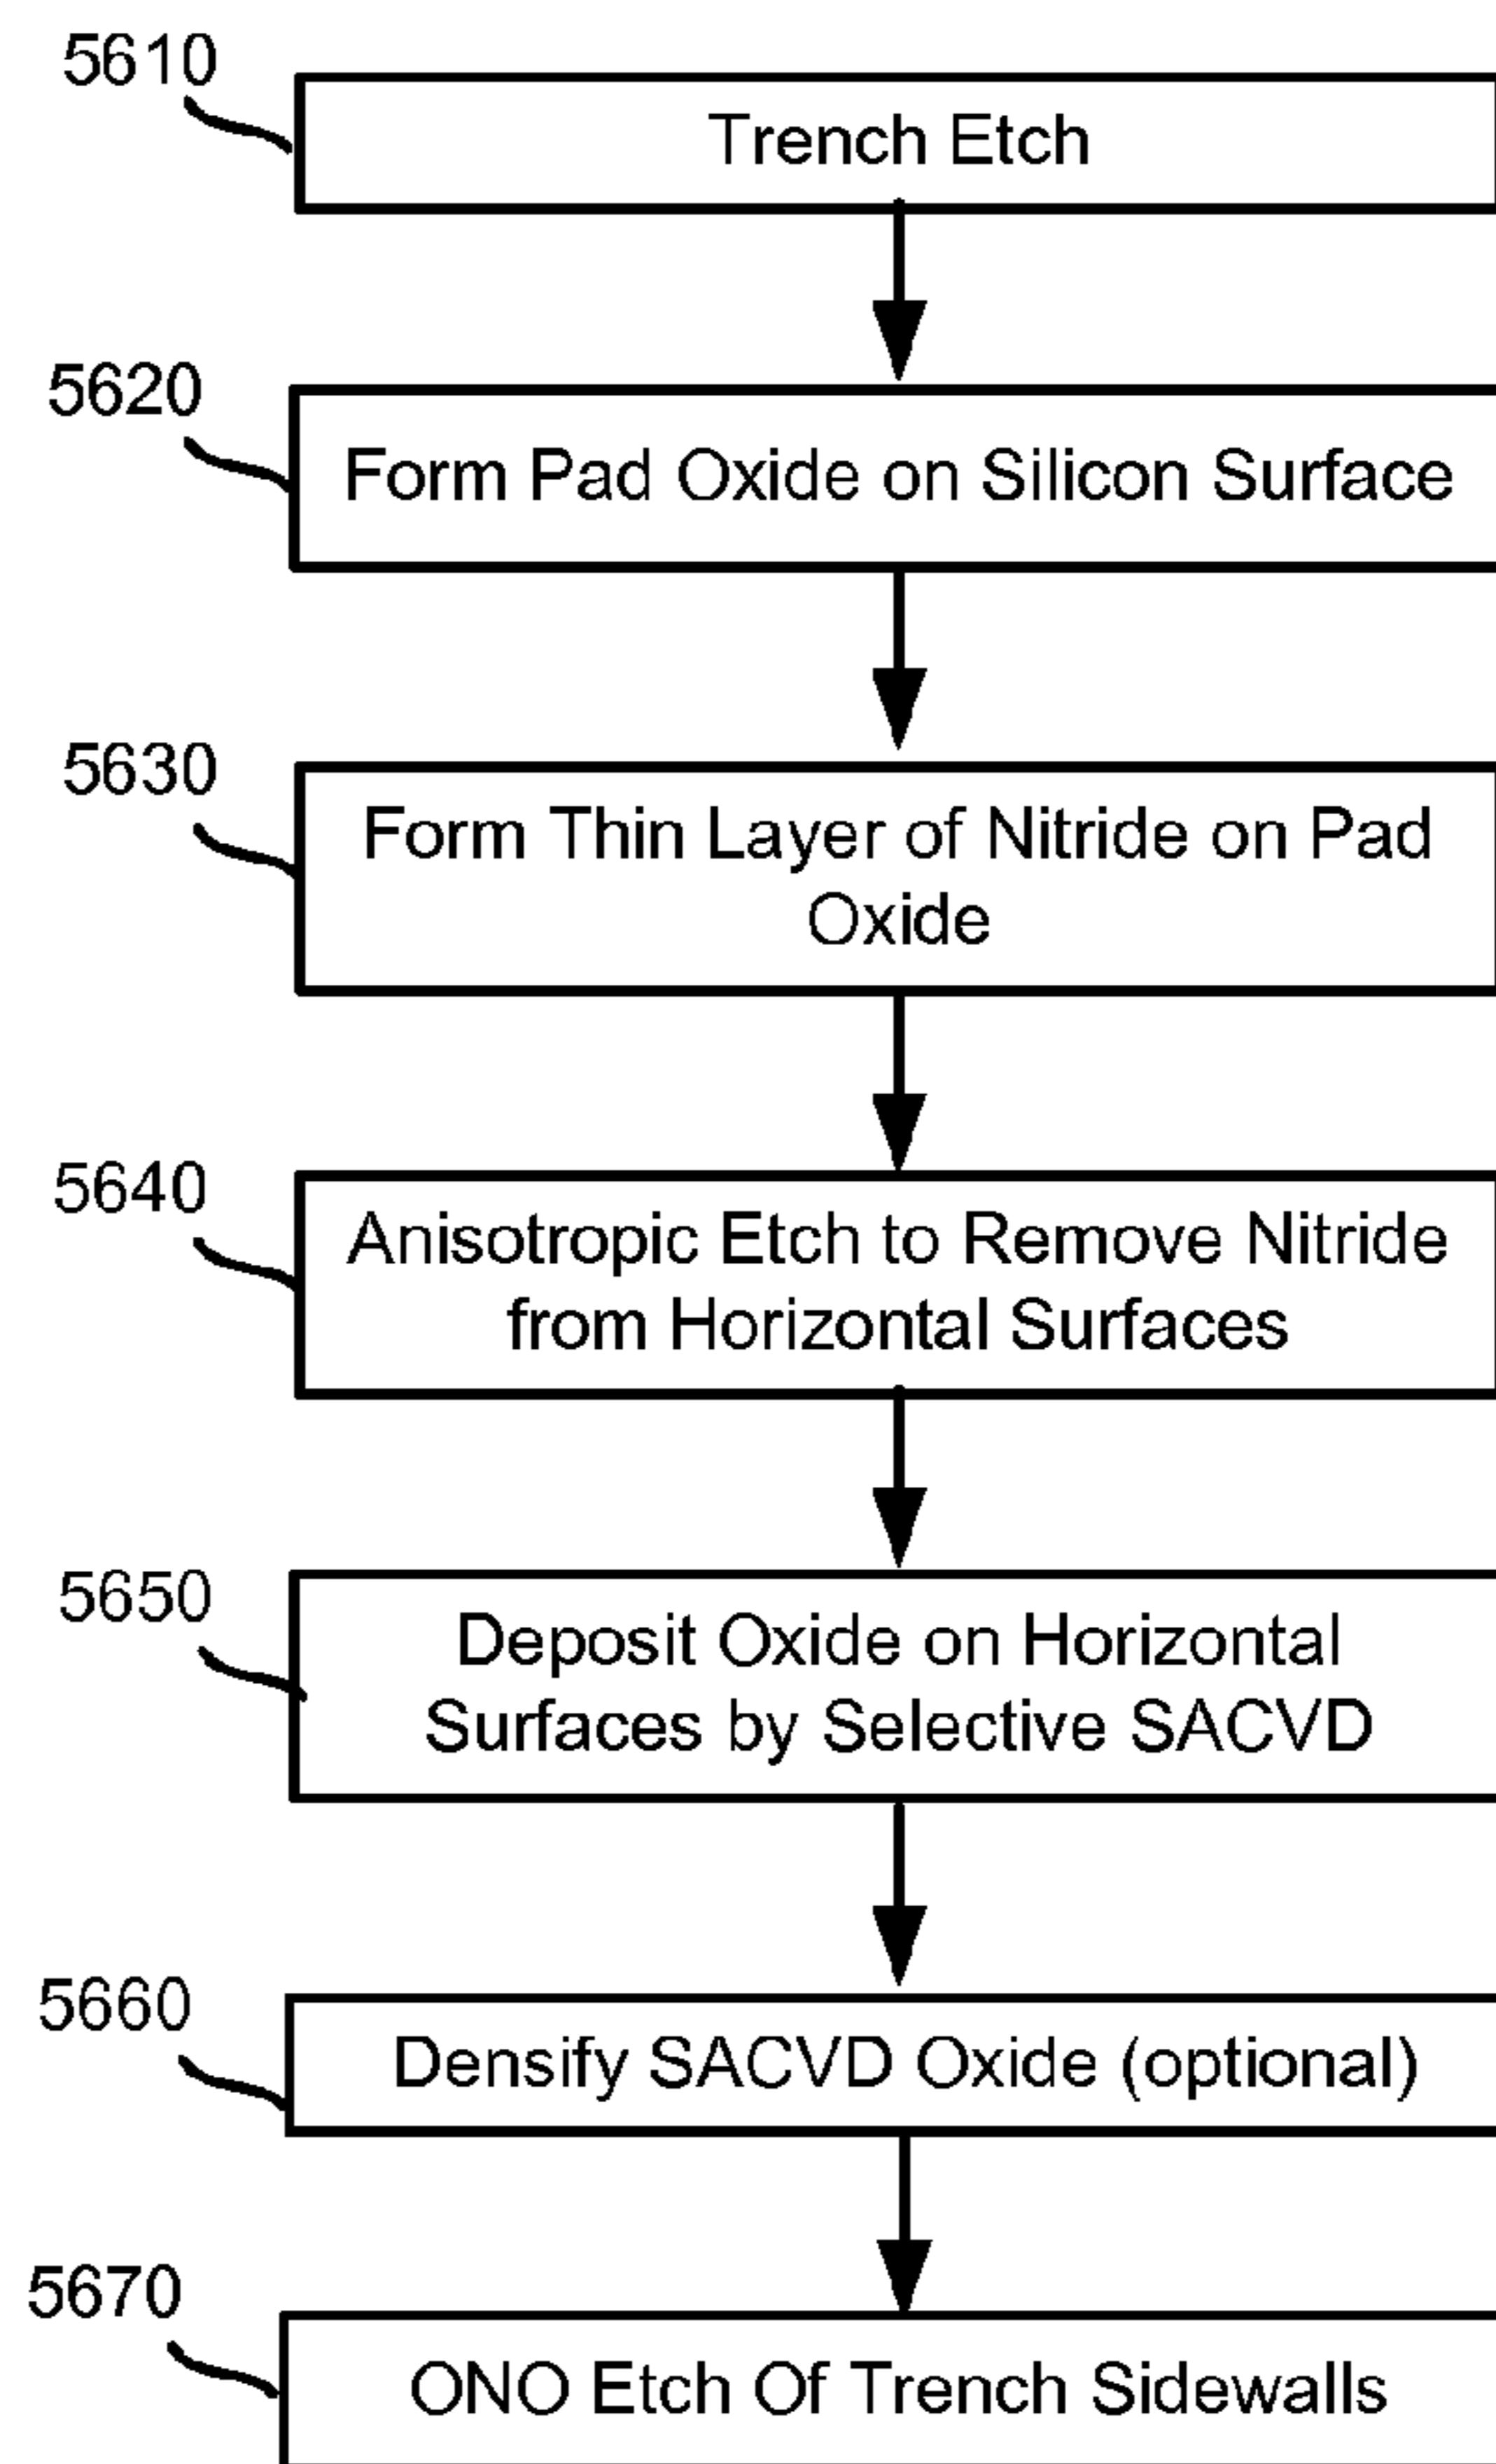 5610
Trench Etch
5620
Form Pad Oxide on Silicon Surface
5630
Form Thin Layer of Nitride on Pad
Oxide
5640
Anisotropic Etch to Remove Nitride
from Horizontal Surfaces
5650
Deposit Oxide on Horizontal
Surfaces by Selective SACVD
5660
Densify SACVD Oxide (optional)
5670
ONO Etch Of Trench Sidewalls